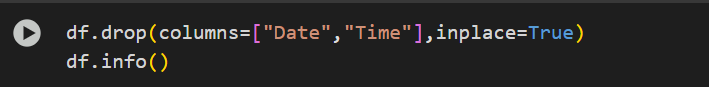 df.drop(columns=["Date","Time"],inplace=True)
df.info()